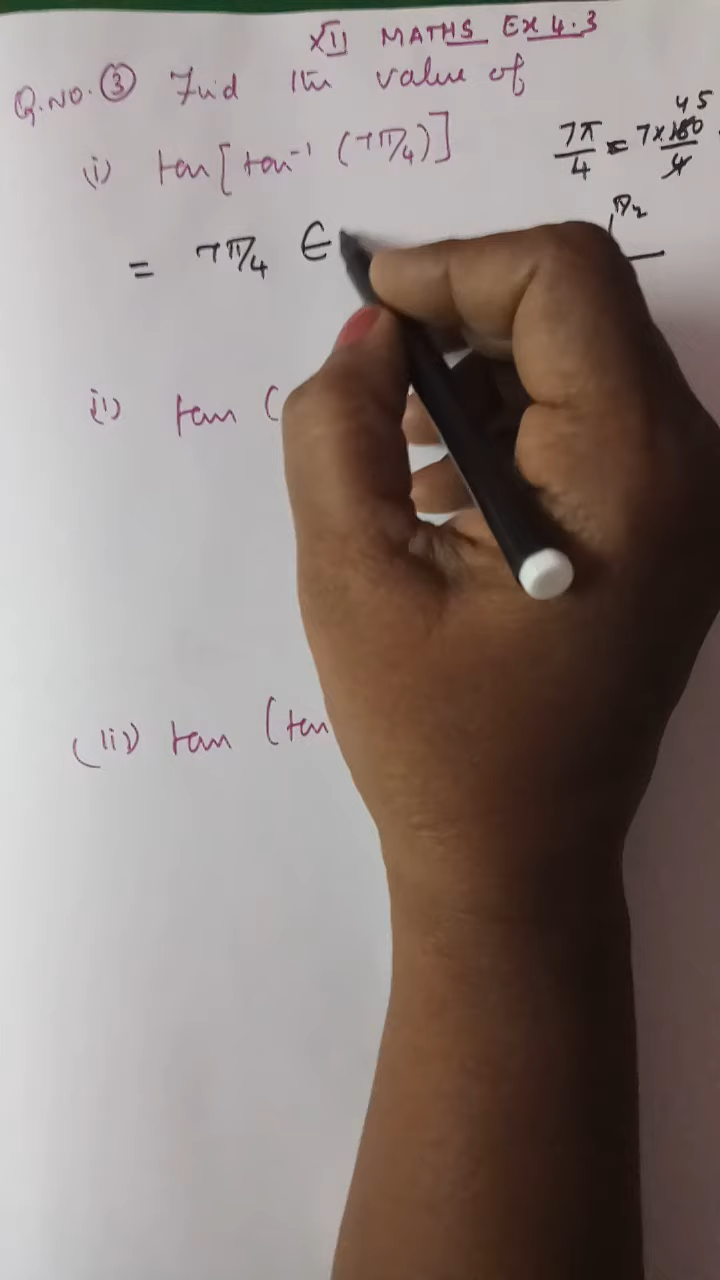 XII MATHS Ex 4.3
Q.NO. ③ Find the value of
(i) tan[tan⁻¹ (7π/4)]
7π/4 = 7×180/4
45
π/2
= 7π/4 ∈
(ii) tan (
(iii) tan (tan